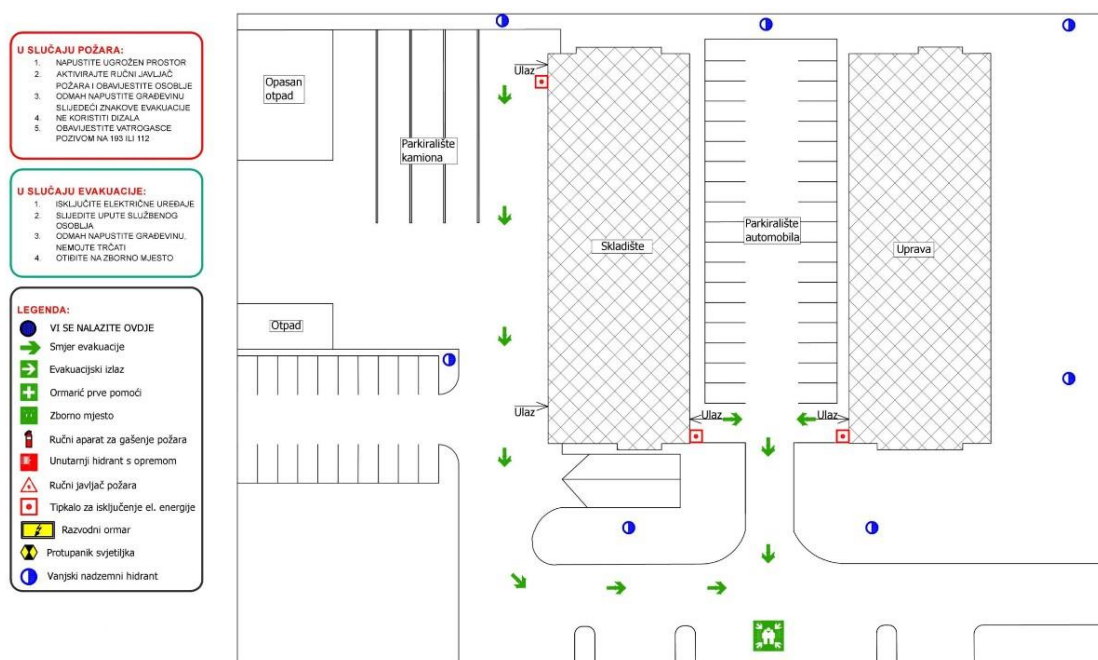 U SLUČAJU POŽARA:
1. NAPUSTITE UGROŽEN PROSTOR
2. AKTIVIRAJTE RUČNI JAVLJAČ
POŽARA I OBAVIJESTITE OSOBLJE
3. ODMAH NAPUSTITE GRAĐEVINU
SLIJEDEĆI ZNAKOVE EVAKUACIJE
4. NE KORISTITI DIZALA
5. OBAVIJESTITE VATROGASCE
POZIVOM NA 193 ILI 112
U SLUČAJU EVAKUACIJE:
1. ISKLJUČITE ELEKTRIČNE UREĐAJE
2. SLIJEDITE UPUTE SLUŽBENOG
OSOBLJA
3. ODMAH NAPUSTITE GRAĐEVINU,
NEMOJTE TRČATI
4. OTIĐITE NA ZBORNO MJESTO
LEGENDA:
VI SE NALAZITE OVDJE
Smjer evakuacije
Evakuacijski izlaz
Ormarić prve pomoći
Zborno mjesto
Ručni aparat za gašenje požara
Unutarnji hidrant s opremom
Ručni javljač požara
Tipkalo za isključenje el. energije
Razvodni ormar
Protupanik svjetiljka
Vanjski nadzemni hidrant
Opasan
otpad
Parkiralište
kamiona
Ulaz
Skladište
Parkiralište
automobila
Uprava
Otpad
Ulaz
Ulaz
Ulaz